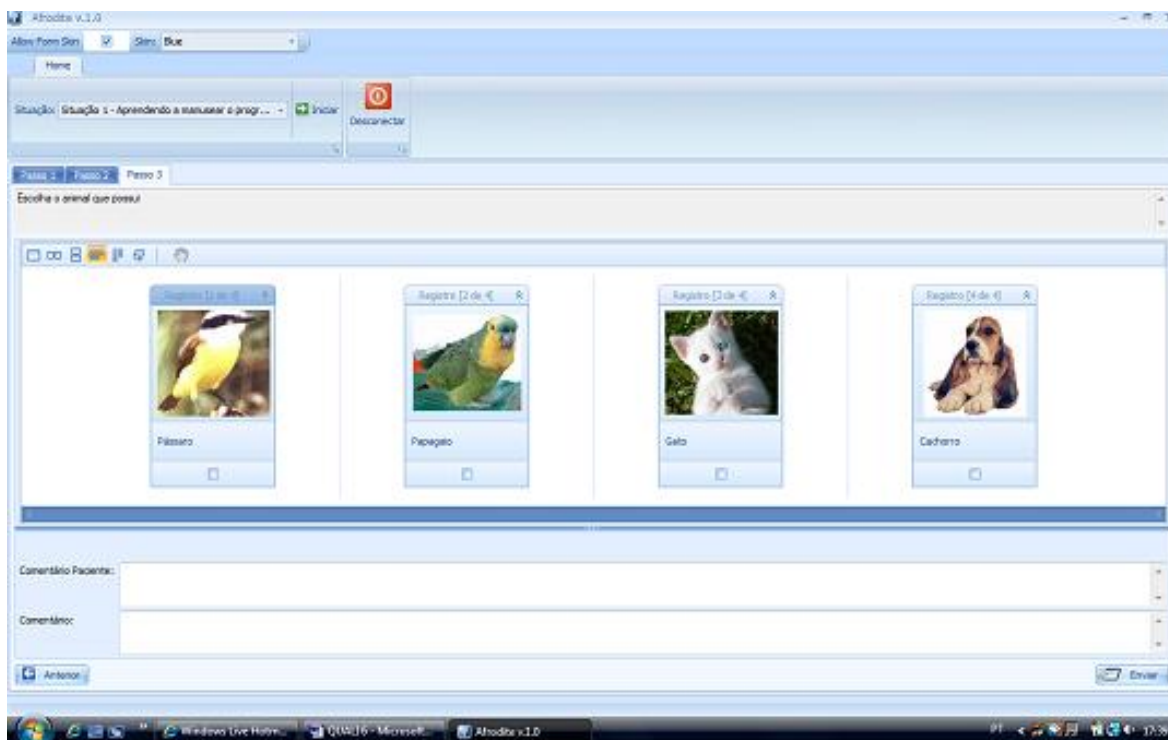 Afrodite v.1.0
Allow Form Skin Skin: Blue
Home
Situação: Situação 1 - Aprendendo a manusear o progr... Iniciar
Desconectar
Passo 1 Passo 2 Passo 3
Escolha o animal que possui
Registro [1 de 4] Registro [2 de 4] Registro [3 de 4] Registro [4 de 4]
Pássaro Papagaio Gato Cachorro
Comentário Paciente:
Comentário:
Anterior Enviar
Windows Live Hotm... QUALI6 - Microsoft... Afrodite v.1.0 PT